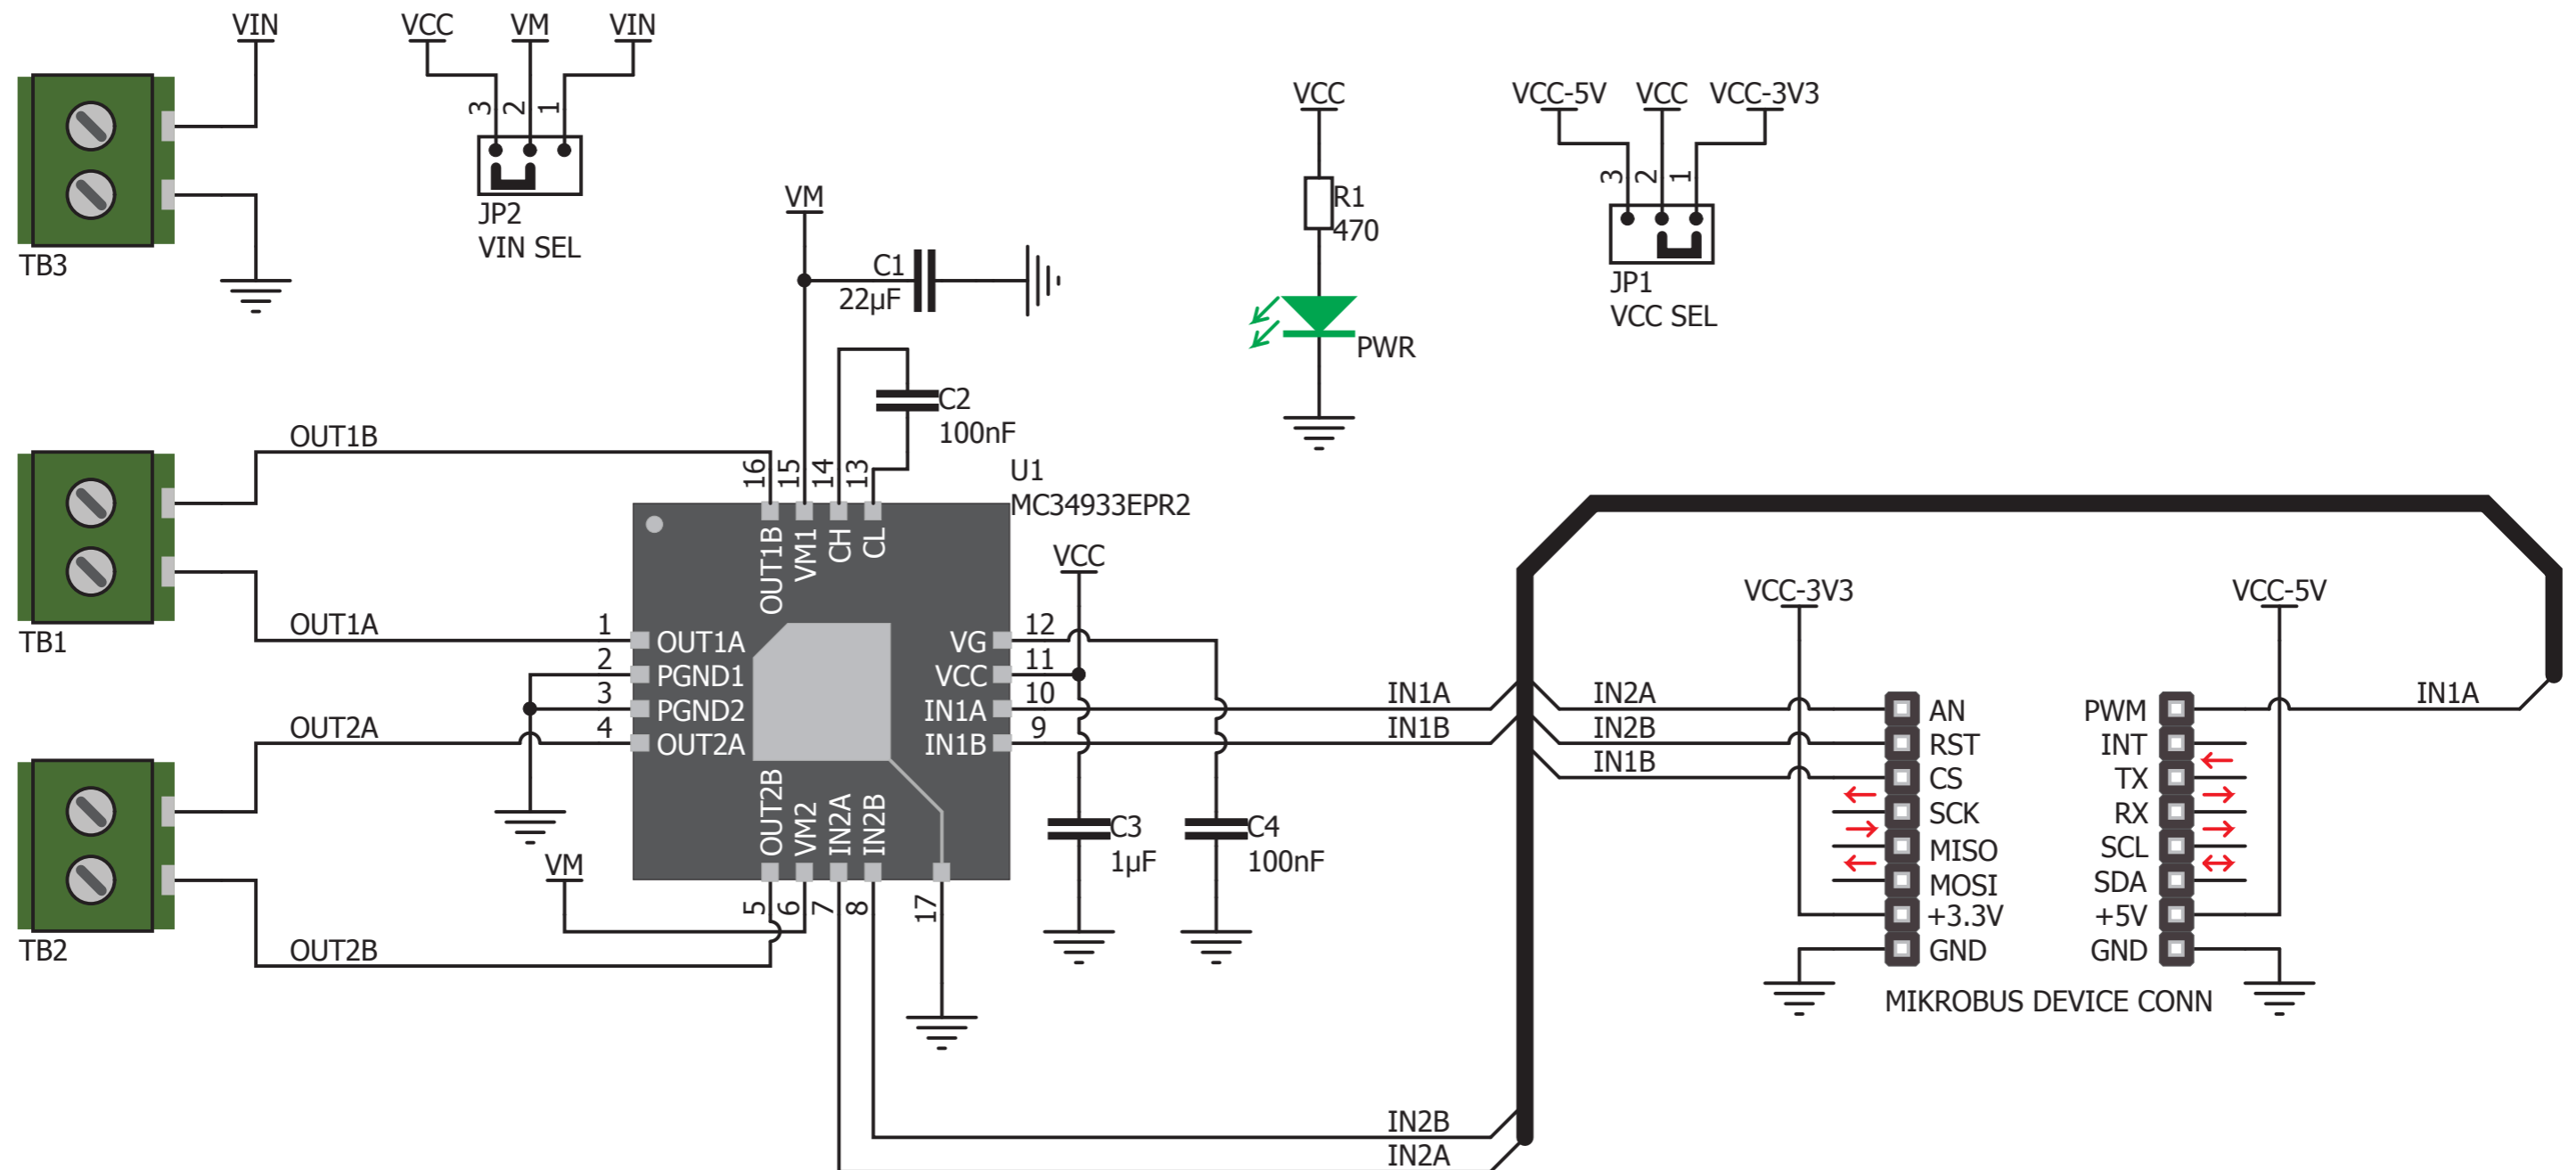 VIN
VCC VM VIN
3 2 1
JP2
VIN SEL
TB3
VM
C1
22µF
VCC
R1
470
PWR
VCC-5V VCC VCC-3V3
3 2 1
JP1
VCC SEL
C2
100nF
OUT1B
16 15 14 13
U1
MC34933EPR2
OUT1B VM1 CH CL
OUT1A
TB1
1 OUT1A
2 PGND1
3 PGND2
4 OUT2A
VG 12
VCC 11
IN1A 10
IN1B 9
VCC
OUT2A
OUT2B VM2 IN2A IN2B
5 6 7 8 17
VM
TB2
OUT2B
C3
1µF
C4
100nF
IN1A
IN1B
IN2A
IN2B
IN1B
VCC-3V3
VCC-5V
IN1A
AN
RST
CS
SCK
MISO
MOSI
+3.3V
GND
PWM
INT
TX
RX
SCL
SDA
+5V
GND
MIKROBUS DEVICE CONN
IN2B
IN2A